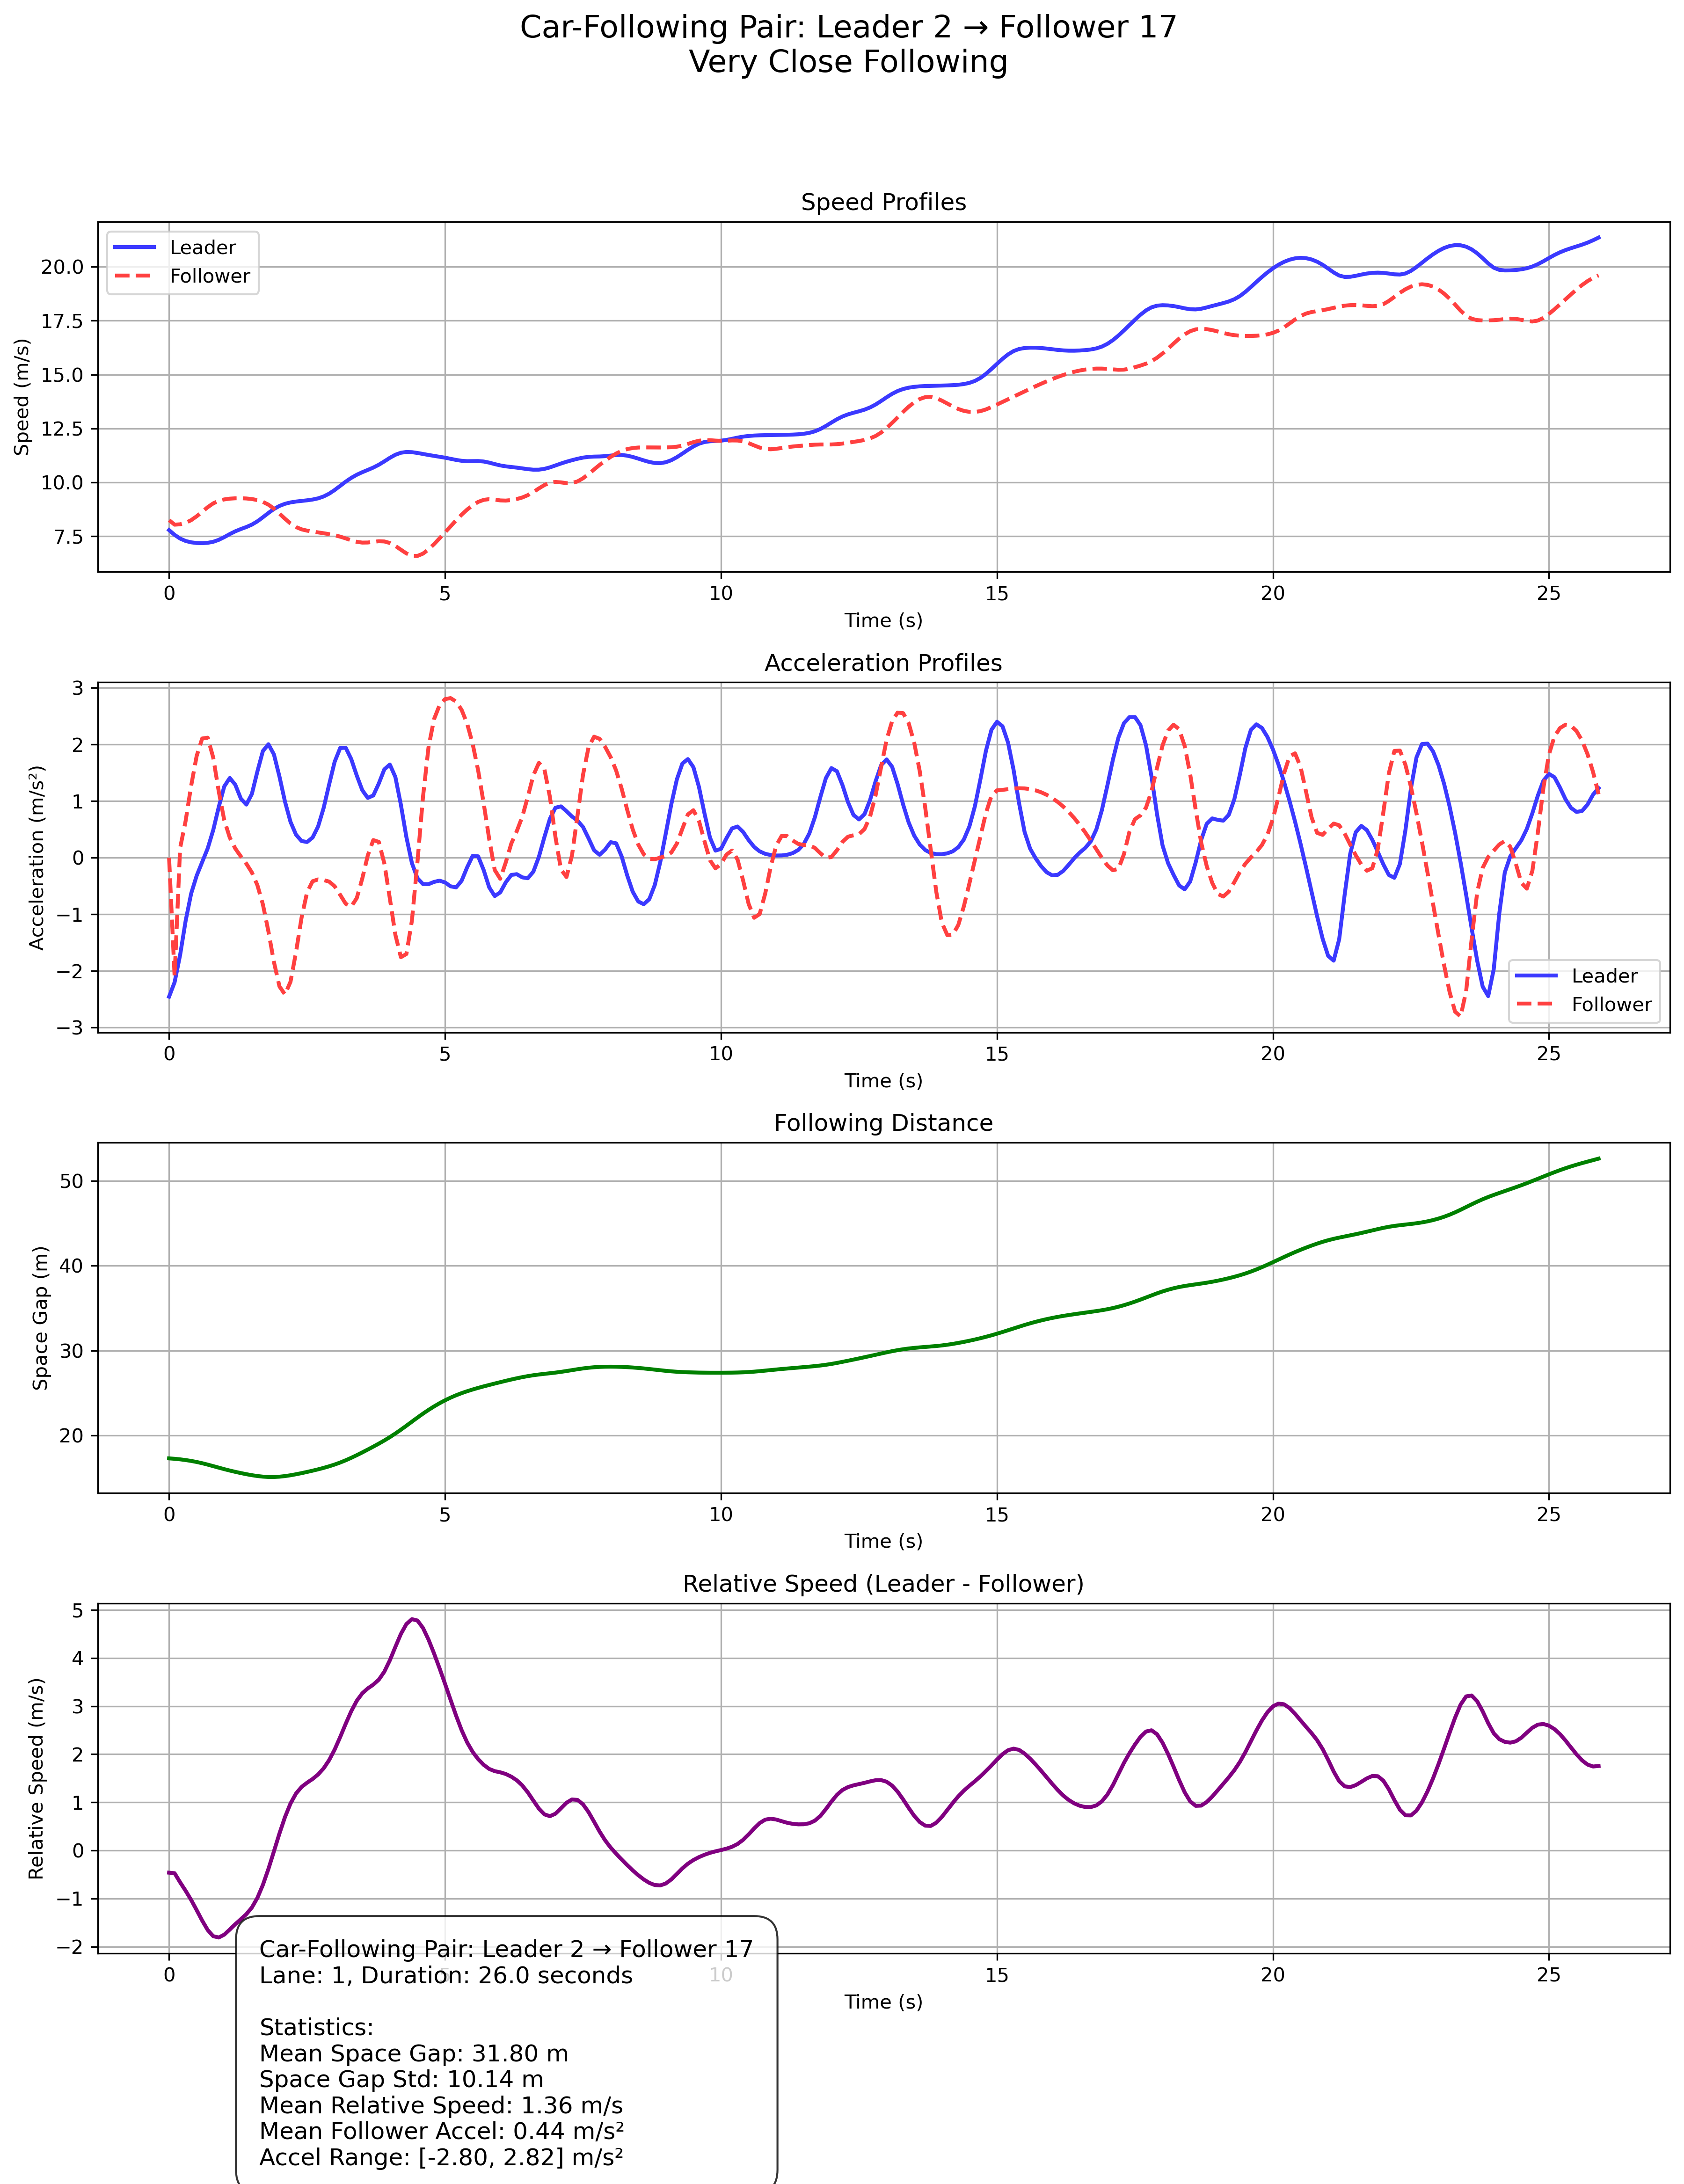 Car-Following Pair: Leader 2 → Follower 17
Very Close Following
Speed Profiles
Leader
Follower
20.0
17.5
15.0
12.5
10.0
7.5
Speed (m/s)
0 5 10 15 20 25
Time (s)
Acceleration Profiles
3
2
1
0
−1
−2
−3
Acceleration (m/s²)
Leader
Follower
0 5 10 15 20 25
Time (s)
Following Distance
50
40
30
20
Space Gap (m)
0 5 10 15 20 25
Time (s)
Relative Speed (Leader - Follower)
5
4
3
2
1
0
−1
−2
Relative Speed (m/s)
0 5 10 15 20 25
Time (s)
Car-Following Pair: Leader 2 → Follower 17
Lane: 1, Duration: 26.0 seconds
Statistics:
Mean Space Gap: 31.80 m
Space Gap Std: 10.14 m
Mean Relative Speed: 1.36 m/s
Mean Follower Accel: 0.44 m/s²
Accel Range: [-2.80, 2.82] m/s²